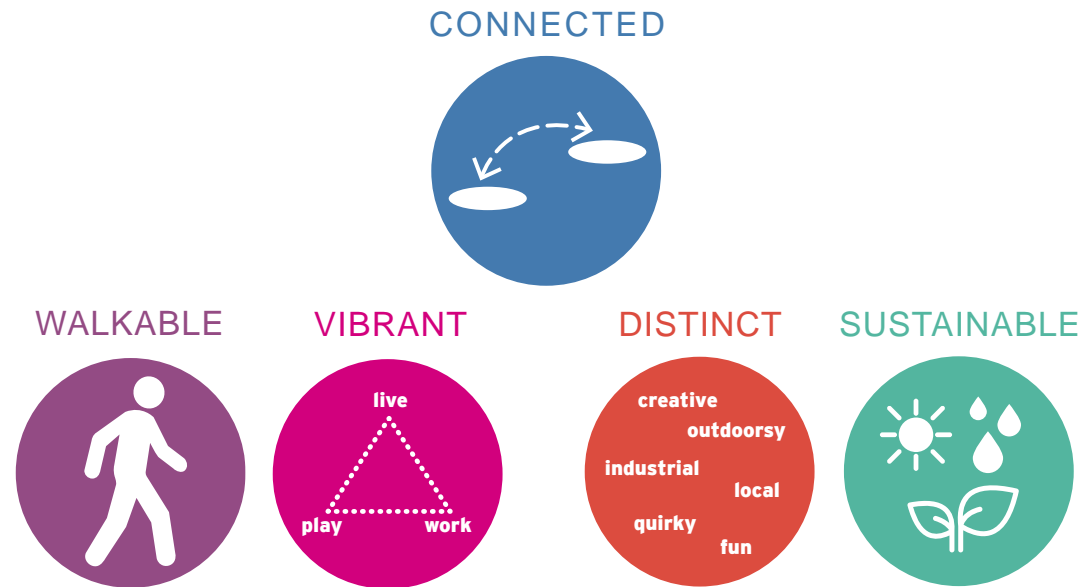 CONNECTED
WALKABLE
VIBRANT
DISTINCT
SUSTAINABLE
live
play
work
creative
outdoorsy
industrial
local
quirky
fun